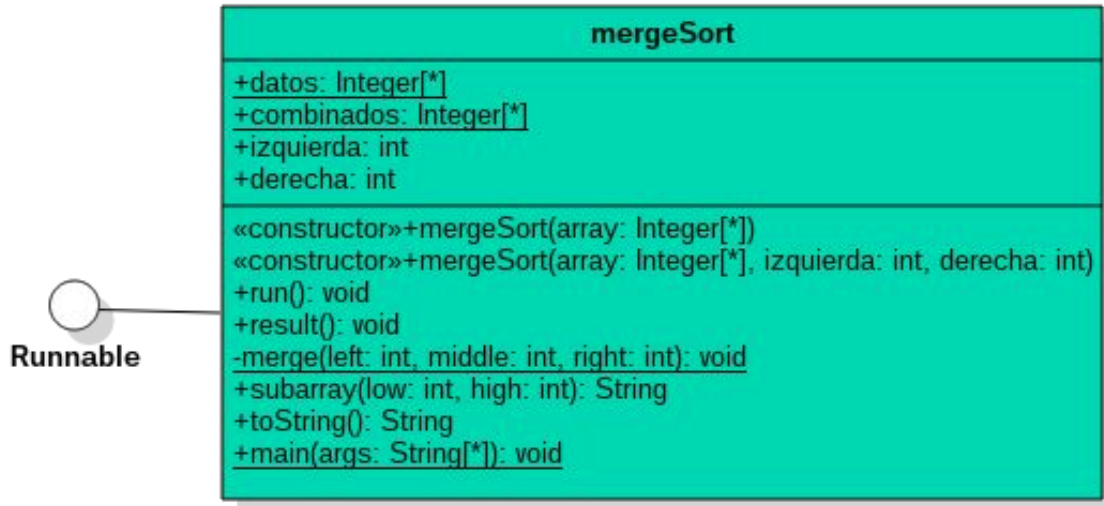 mergeSort
+datos: Integer[*]
+combinados: Integer[*]
+izquierda: int
+derecha: int
«constructor»+mergeSort(array: Integer[*])
«constructor»+mergeSort(array: Integer[*], izquierda: int, derecha: int)
+run(): void
+result(): void
-merge(left: int, middle: int, right: int): void
+subarray(low: int, high: int): String
+toString(): String
+main(args: String[*]): void
Runnable